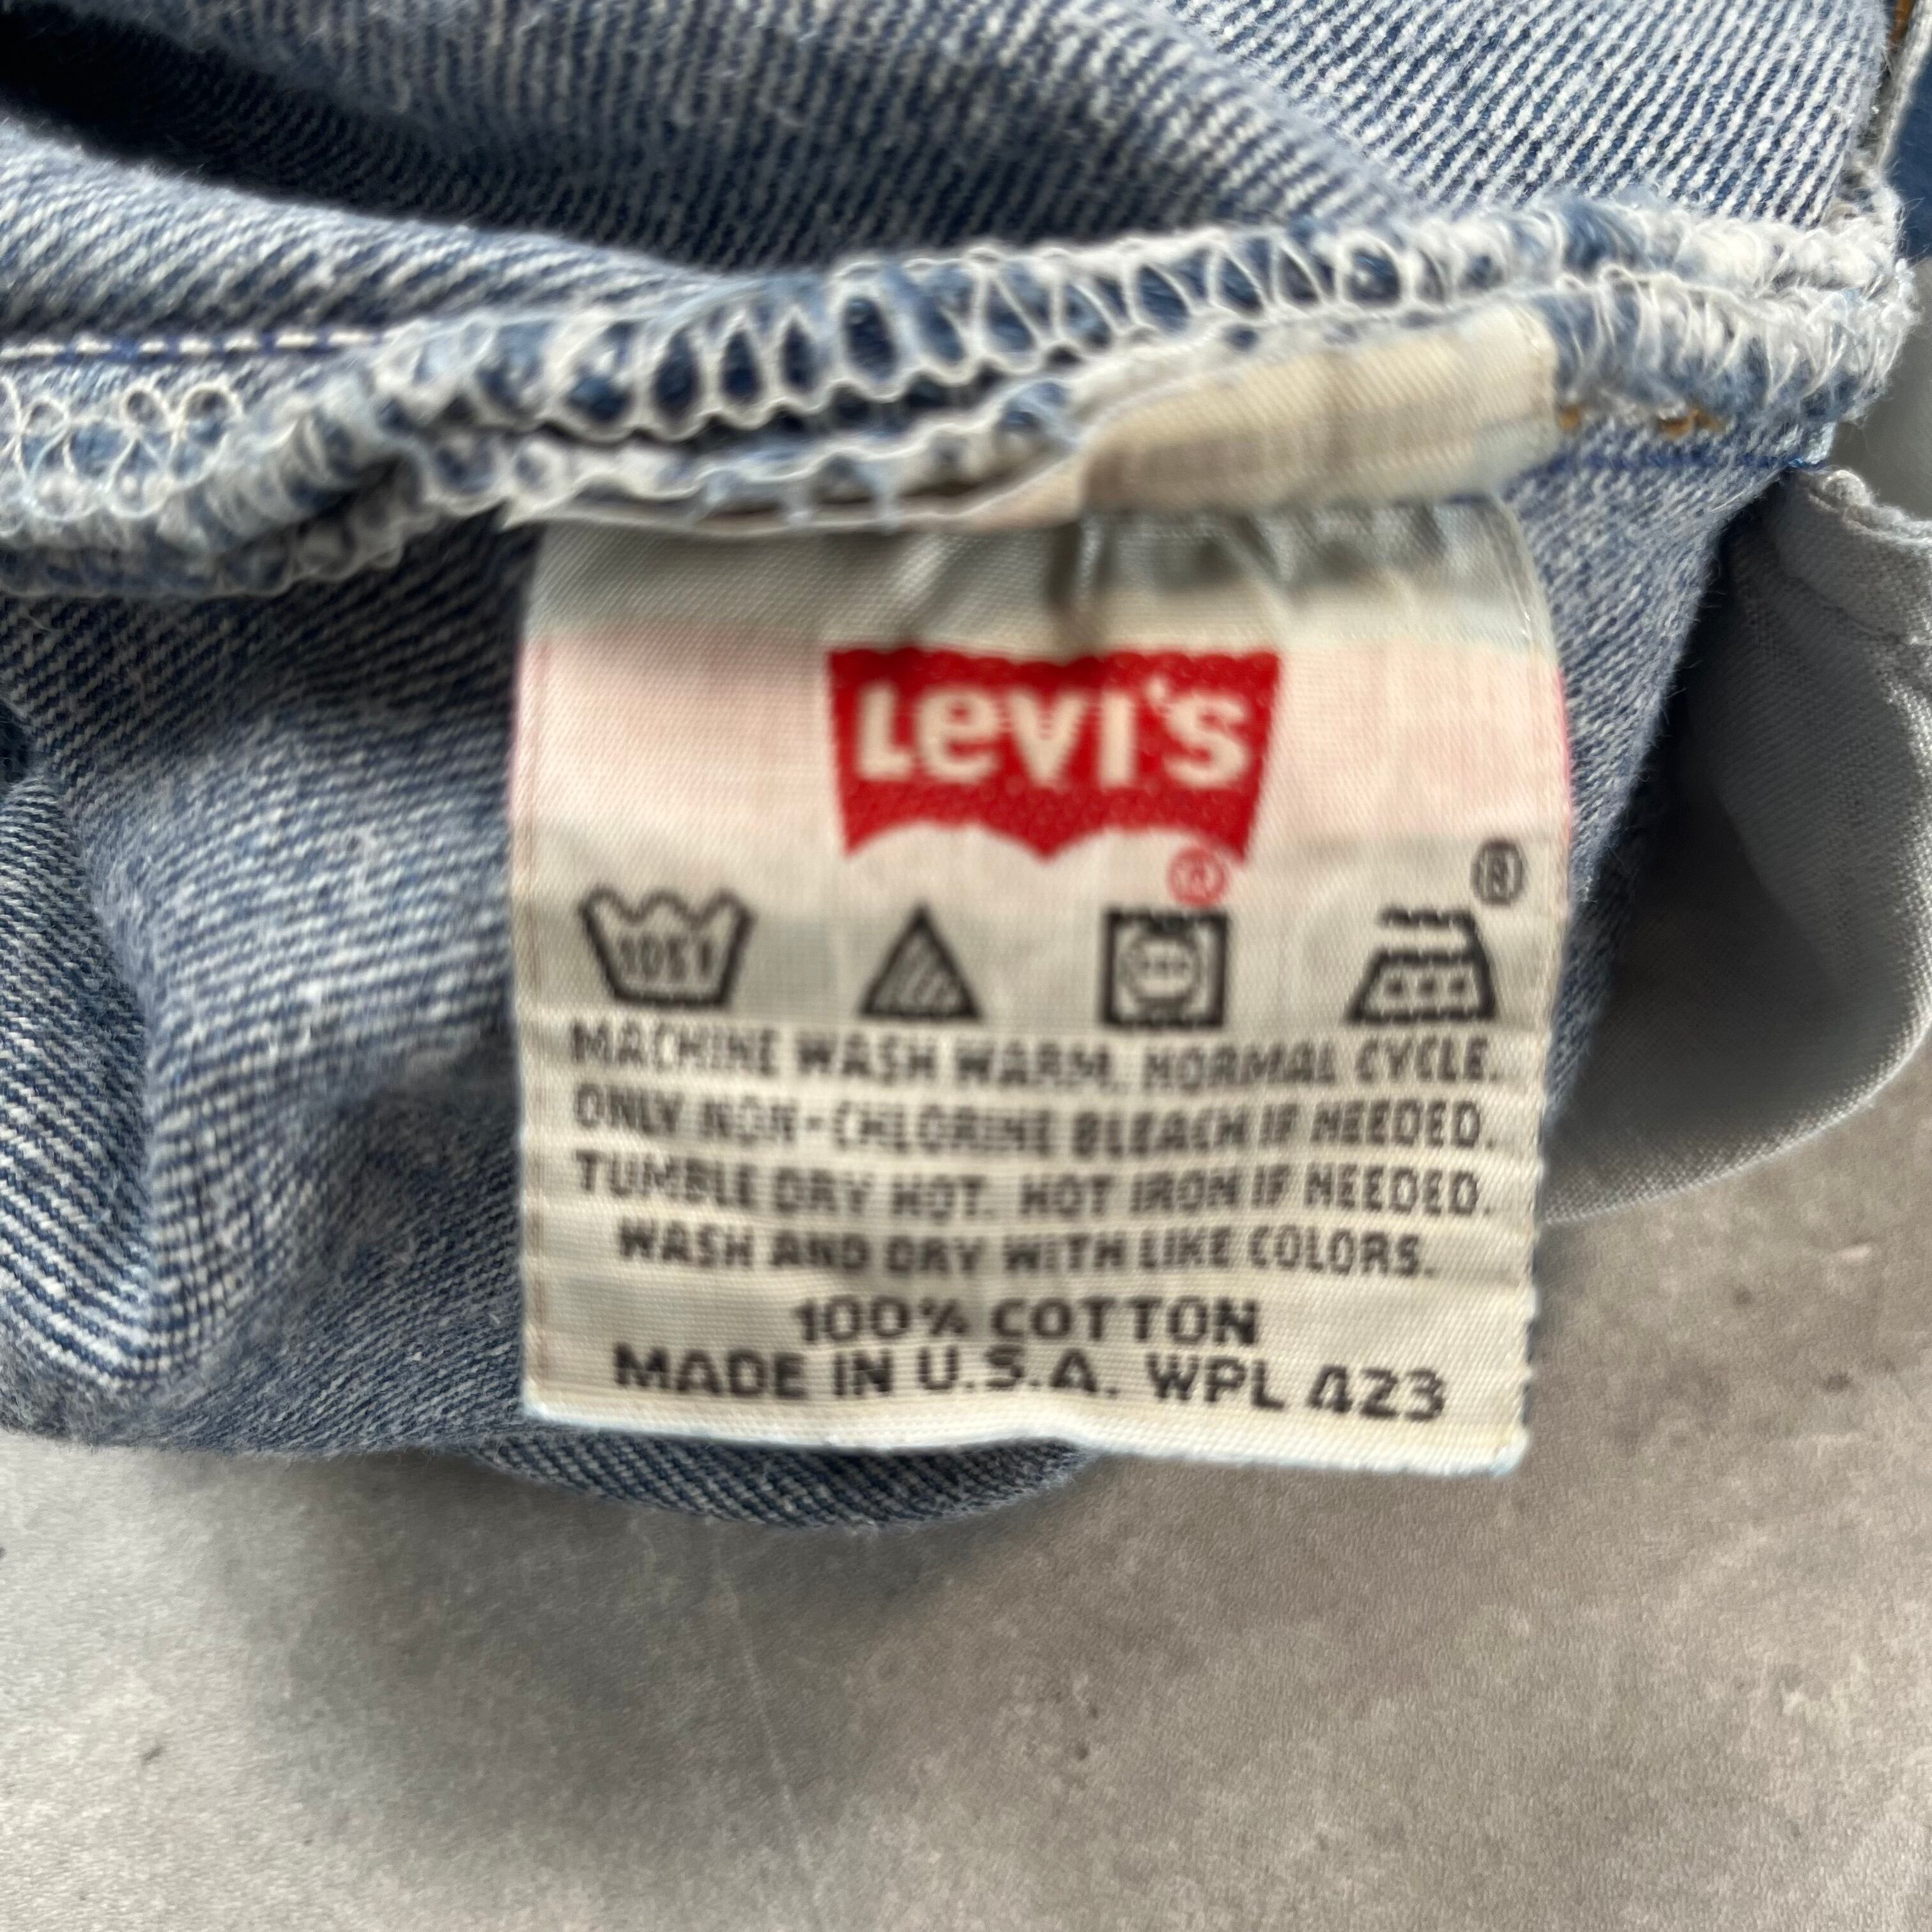 Levi's
®
®
105F
MACHINE WASH WARM, NORMAL CYCLE.
ONLY NON-CHLORINE BLEACH IF NEEDED.
TUMBLE DRY HOT. HOT IRON IF NEEDED.
WASH AND DRY WITH LIKE COLORS.
100% COTTON
MADE IN U.S.A. WPL 423